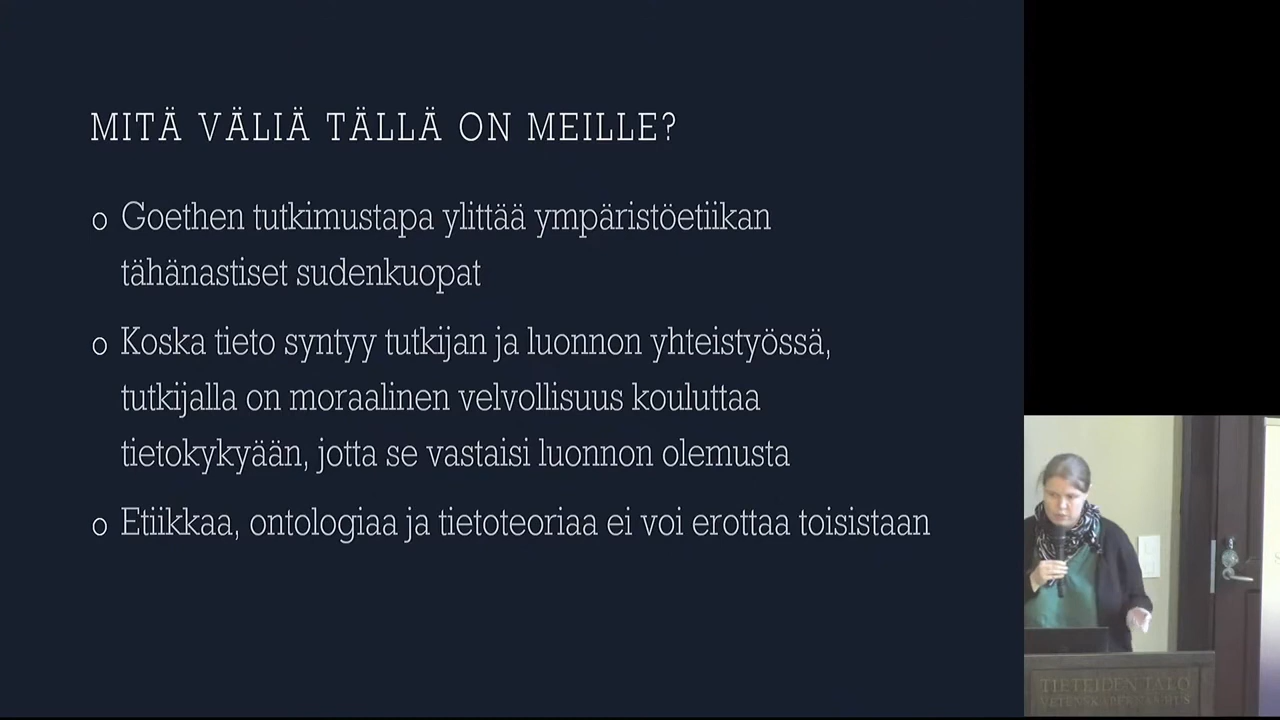 MITÄ VÄLIÄ TÄLLÄ ON MEILLE?
o Goethen tutkimustapa ylittää ympäristöetiikan
tähänastiset sudenkuopat
o Koska tieto syntyy tutkijan ja luonnon yhteistyössä,
tutkijalla on moraalinen velvollisuus kouluttaa
tietokykyään, jotta se vastaisi luonnon olemusta
o Etiikkaa, ontologiaa ja tietoteoriaa ei voi erottaa toisistaan
TIETEIDEN TALO